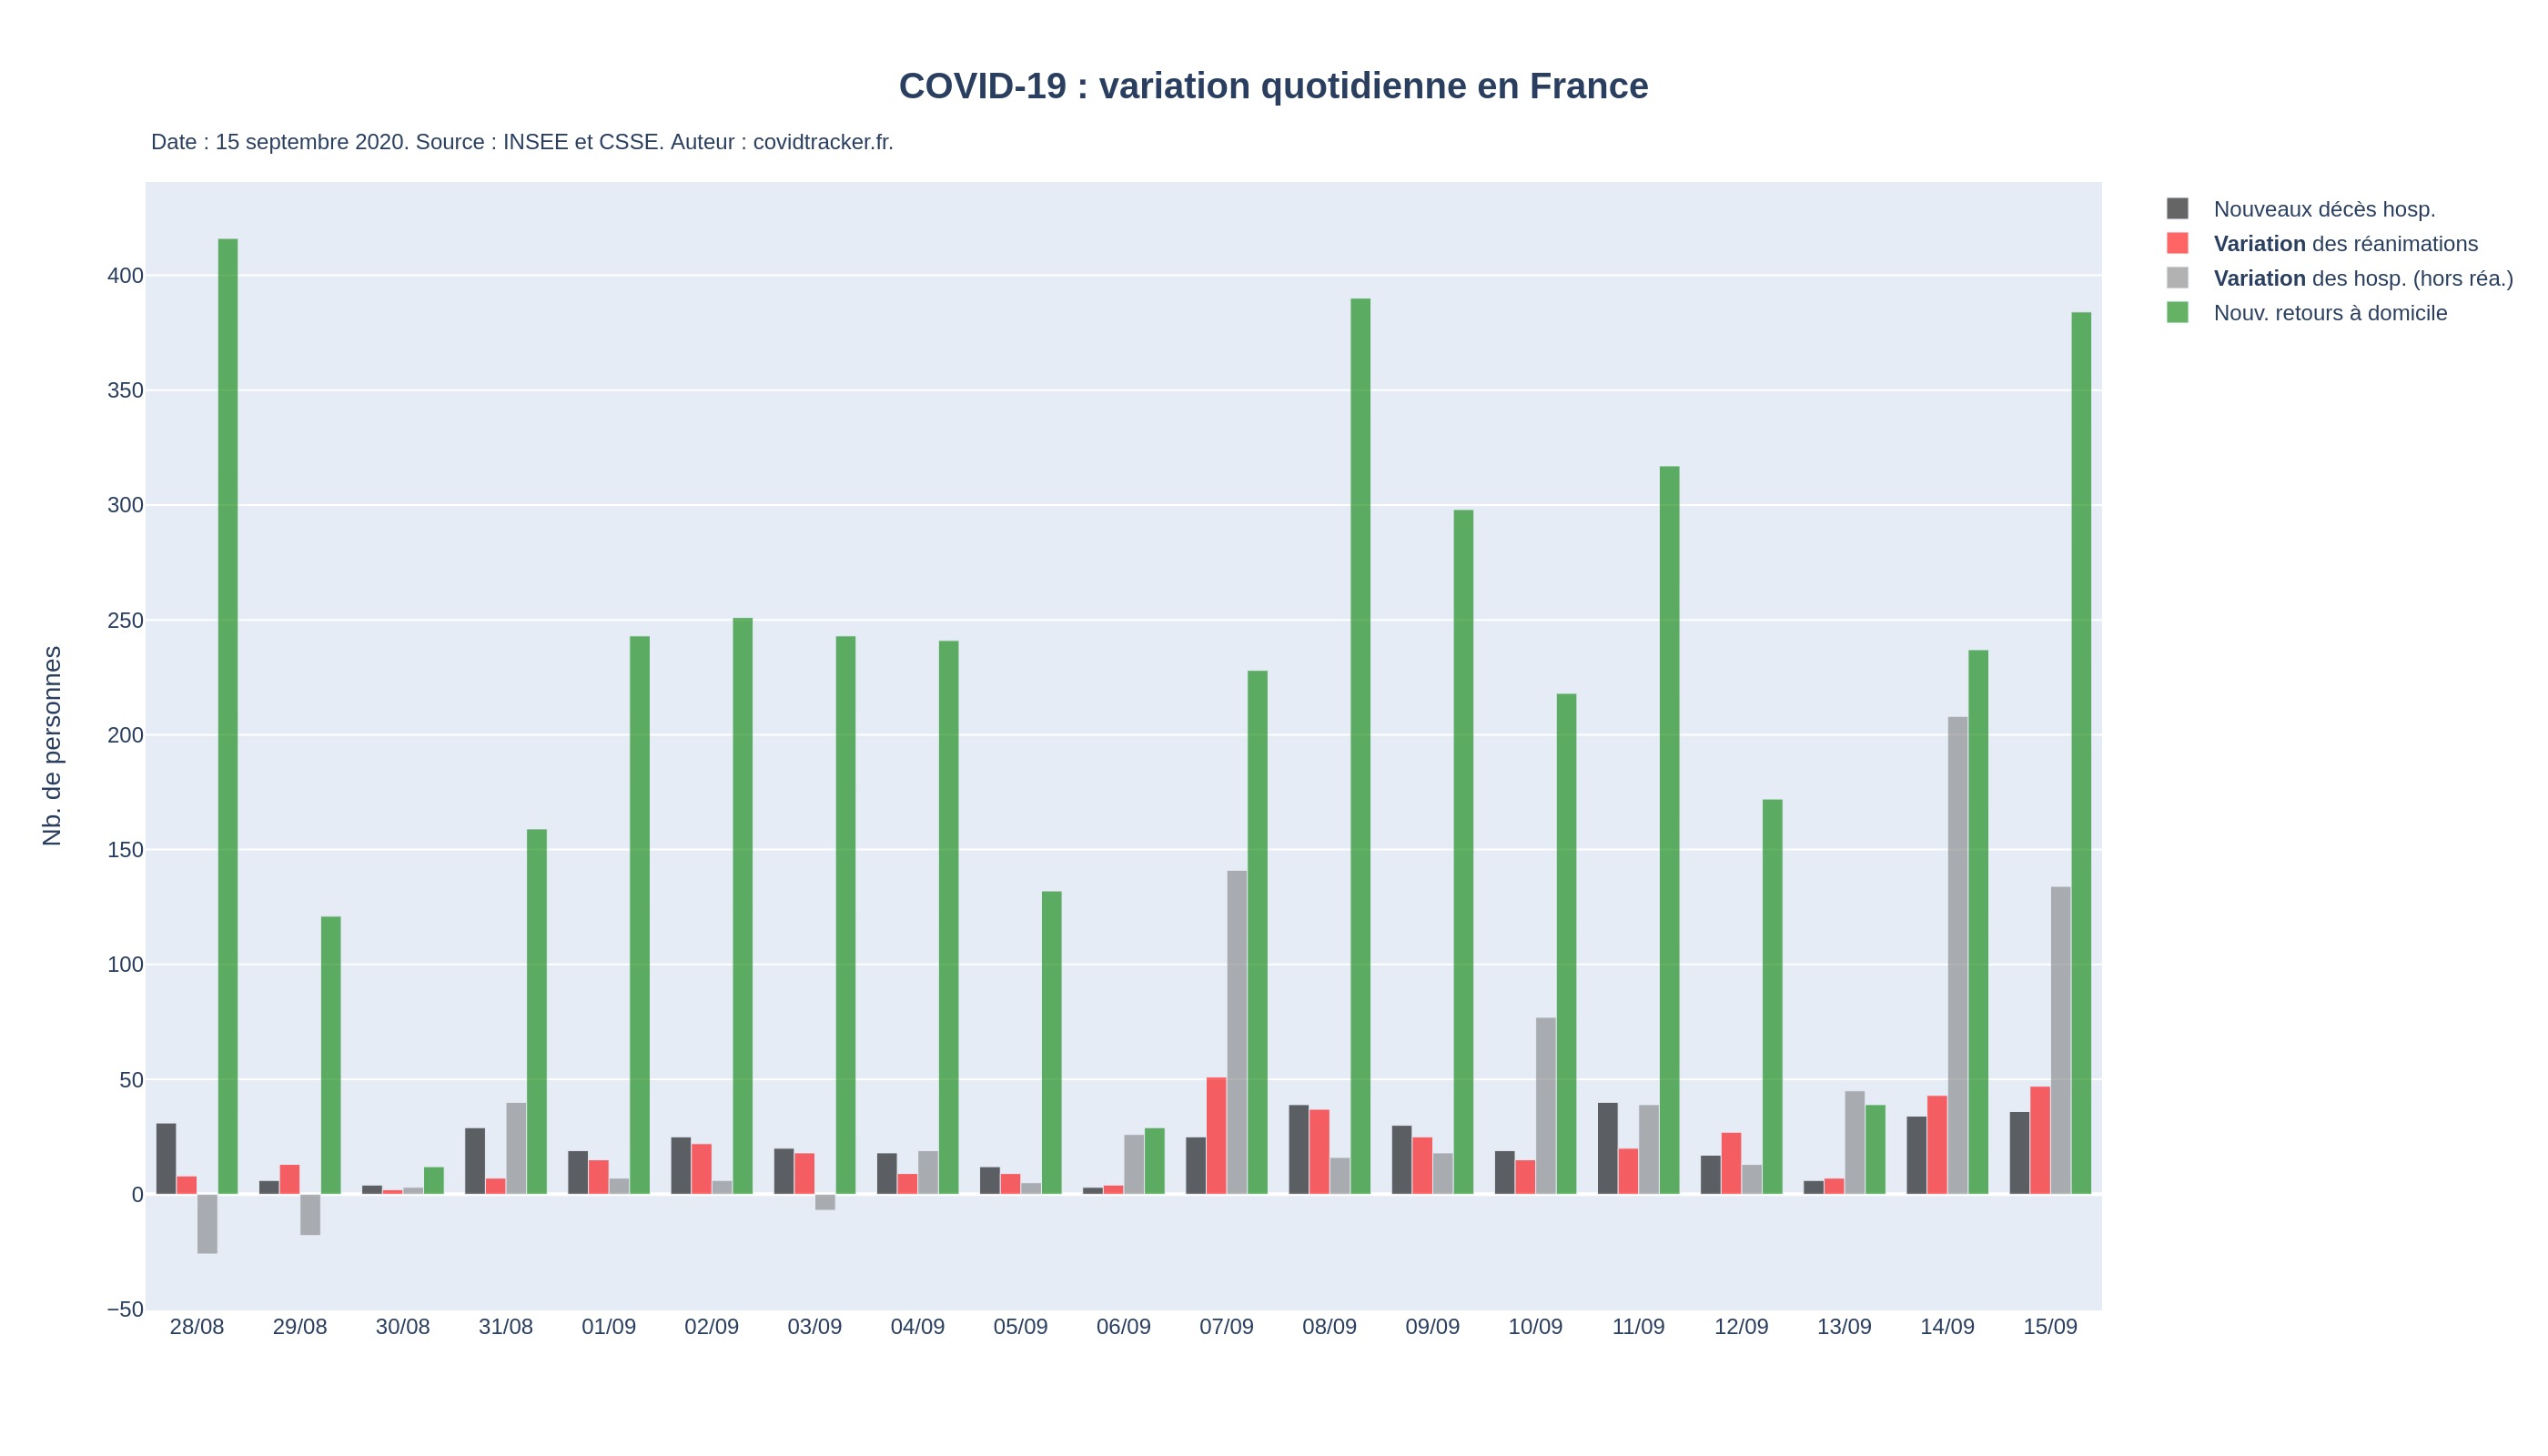 COVID-19 : variation quotidienne en France
Date : 15 septembre 2020. Source : INSEE et CSSE. Auteur : covidtracker.fr.
Nouveaux décès hosp.
Variation des réanimations
Variation des hosp. (hors réa.)
Nouv. retours à domicile
Nb. de personnes
400
350
300
250
200
150
100
50
0
−50
28/08 29/08 30/08 31/08 01/09 02/09 03/09 04/09 05/09 06/09 07/09 08/09 09/09 10/09 11/09 12/09 13/09 14/09 15/09